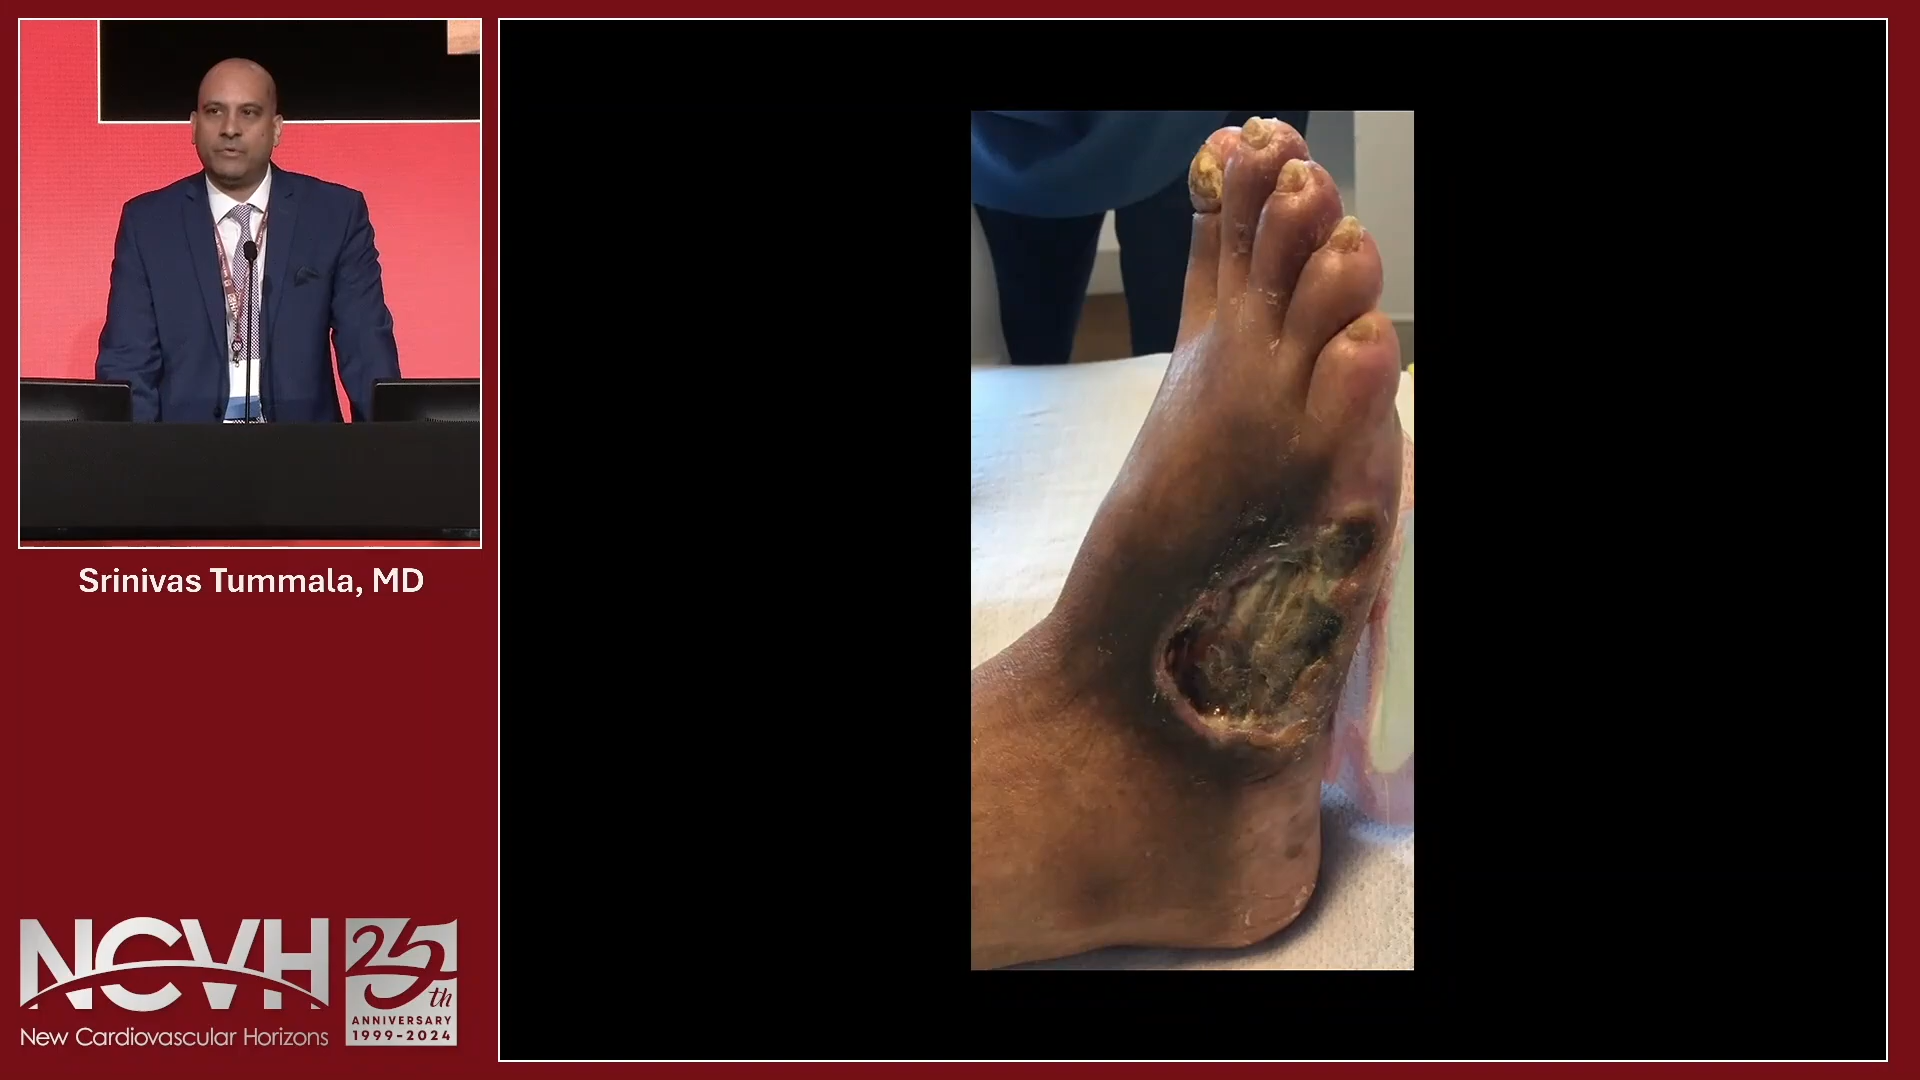 Srinivas Tummala, MD
NCVH
New Cardiovascular Horizons
25th
ANNIVERSARY
1999-2024